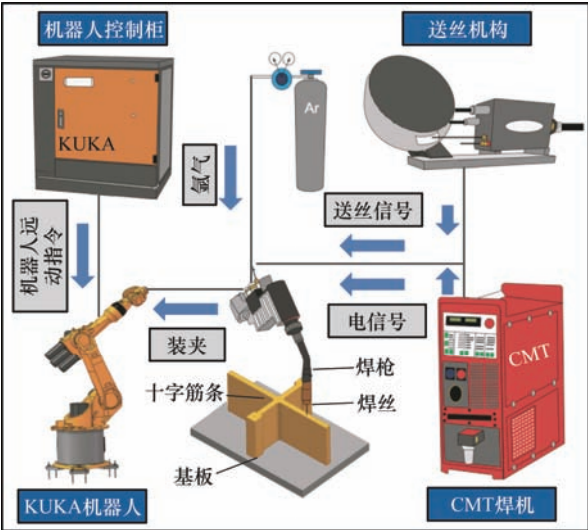 机器人控制柜
送丝机构
Ar
KUKA
氩气
送丝信号
机器人远
动指令
电信号
CMT
装夹
焊枪
十字筋条
焊丝
基板
KUKA机器人
CMT焊机